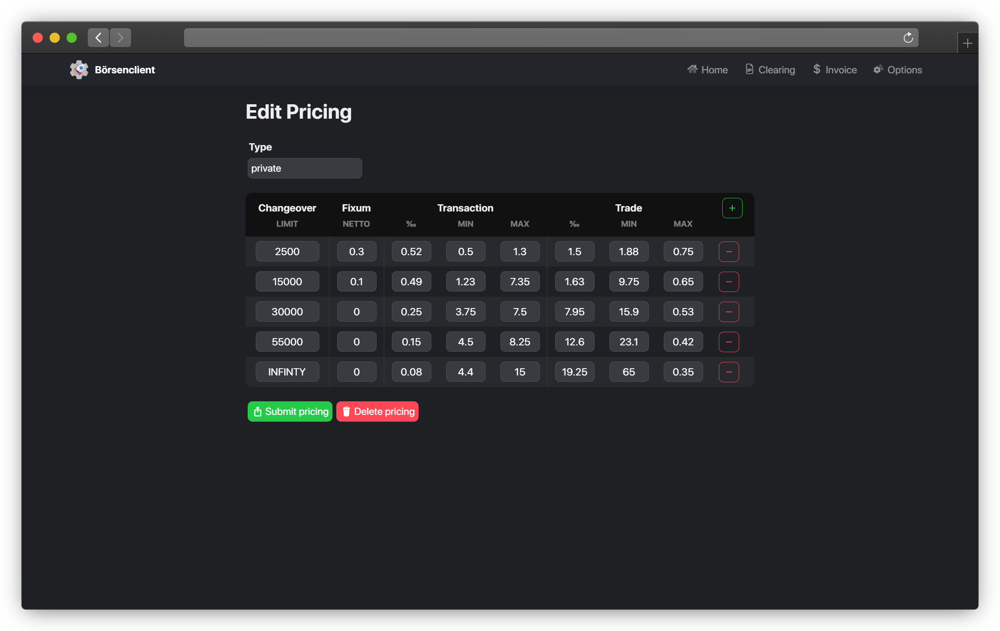 Börsenclient Home Clearing Invoice Options
Edit Pricing
Type
private
Changeover Fixum Transaction Trade +
LIMIT NETTO ‰ MIN MAX ‰ MIN MAX
2500 0.3 0.52 0.5 1.3 1.5 1.88 0.75 −
15000 0.1 0.49 1.23 7.35 1.63 9.75 0.65 −
30000 0 0.25 3.75 7.5 7.95 15.9 0.53 −
55000 0 0.15 4.5 8.25 12.6 23.1 0.42 −
INFINTY 0 0.08 4.4 15 19.25 65 0.35 −
Submit pricing Delete pricing